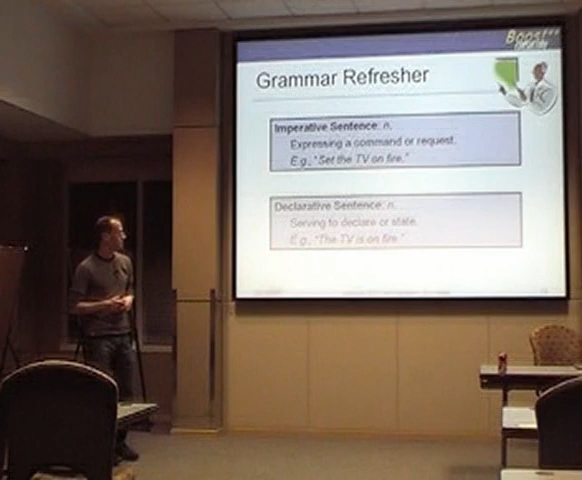 Boost
Grammar Refresher
Imperative Sentence: n.
Expressing a command or request.
E.g., "Set the TV on fire."
Declarative Sentence: n.
Serving to declare or state.
E.g., "The TV is on fire."